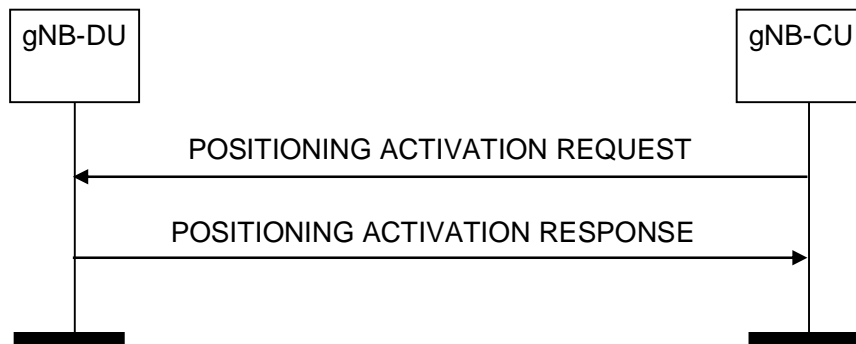 gNB-DU
gNB-CU
POSITIONING ACTIVATION REQUEST
POSITIONING ACTIVATION RESPONSE